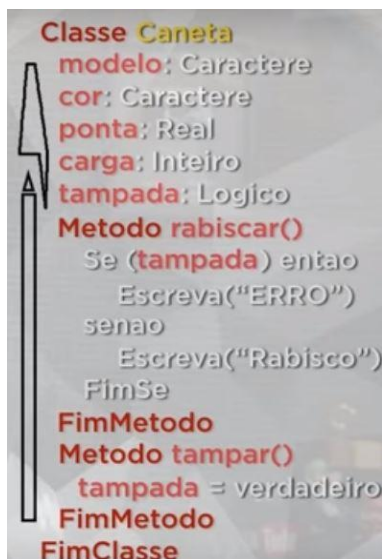 Classe Caneta
modelo: Caractere
cor: Caractere
ponta: Real
carga: Inteiro
tampada: Logico
Metodo rabiscar()
Se (tampada) entao
Escreva(“ERRO”)
senao
Escreva(“Rabisco”)
FimSe
FimMetodo
Metodo tampar()
tampada = verdadeiro
FimMetodo
FimClasse